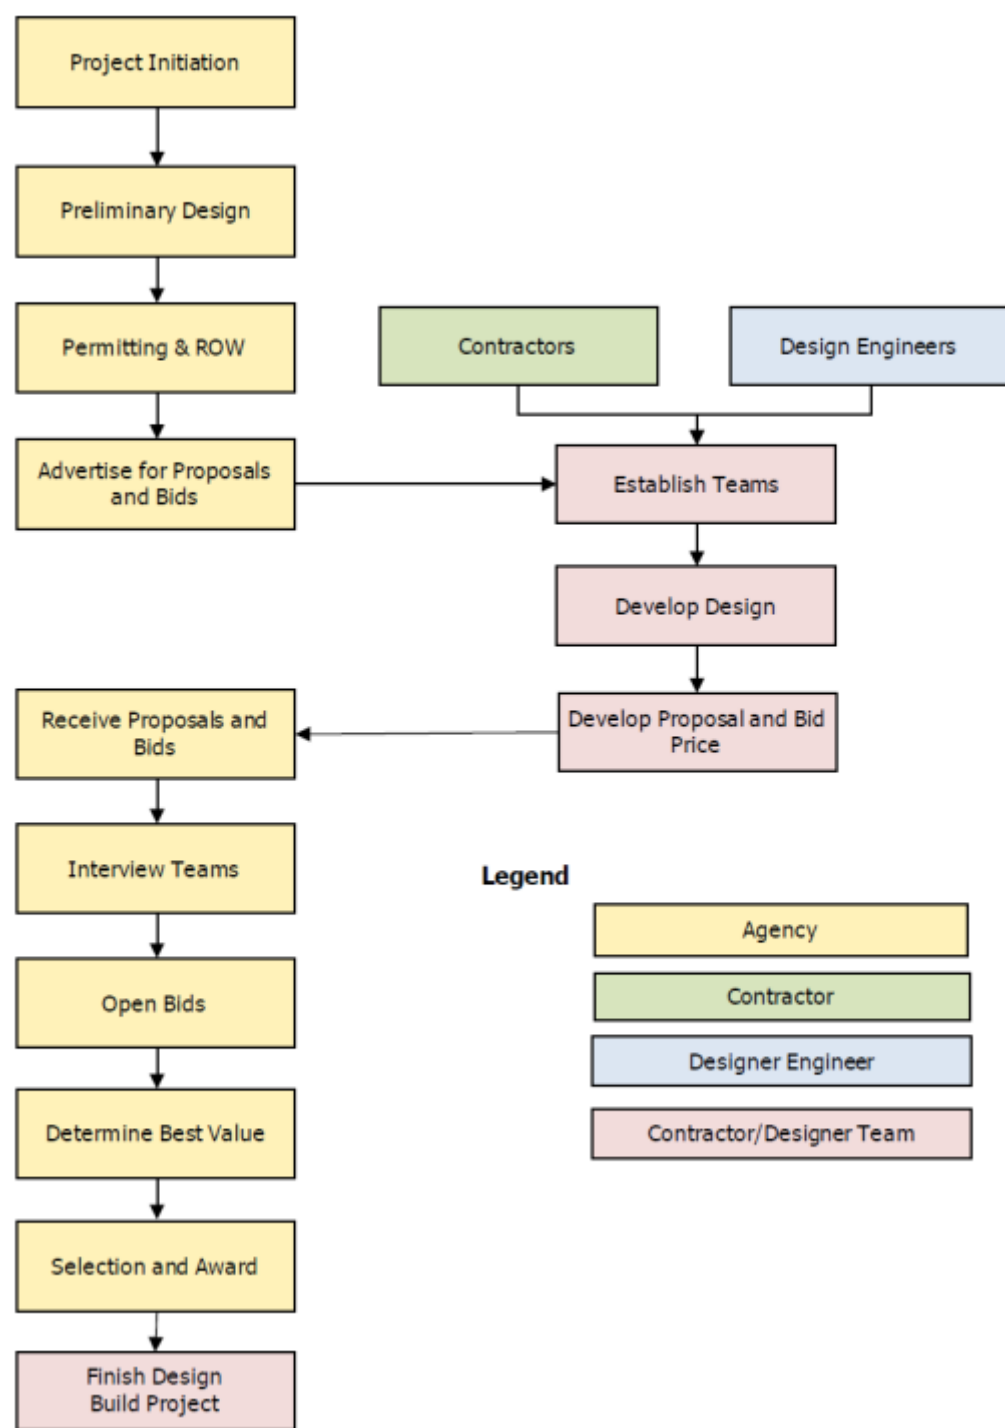 Project Initiation
Preliminary Design
Permitting & ROW
Contractors
Design Engineers
Advertise for Proposals
and Bids
Establish Teams
Develop Design
Receive Proposals and
Bids
Develop Proposal and Bid
Price
Interview Teams
Legend
Agency
Contractor
Designer Engineer
Contractor/Designer Team
Open Bids
Determine Best Value
Selection and Award
Finish Design
Build Project